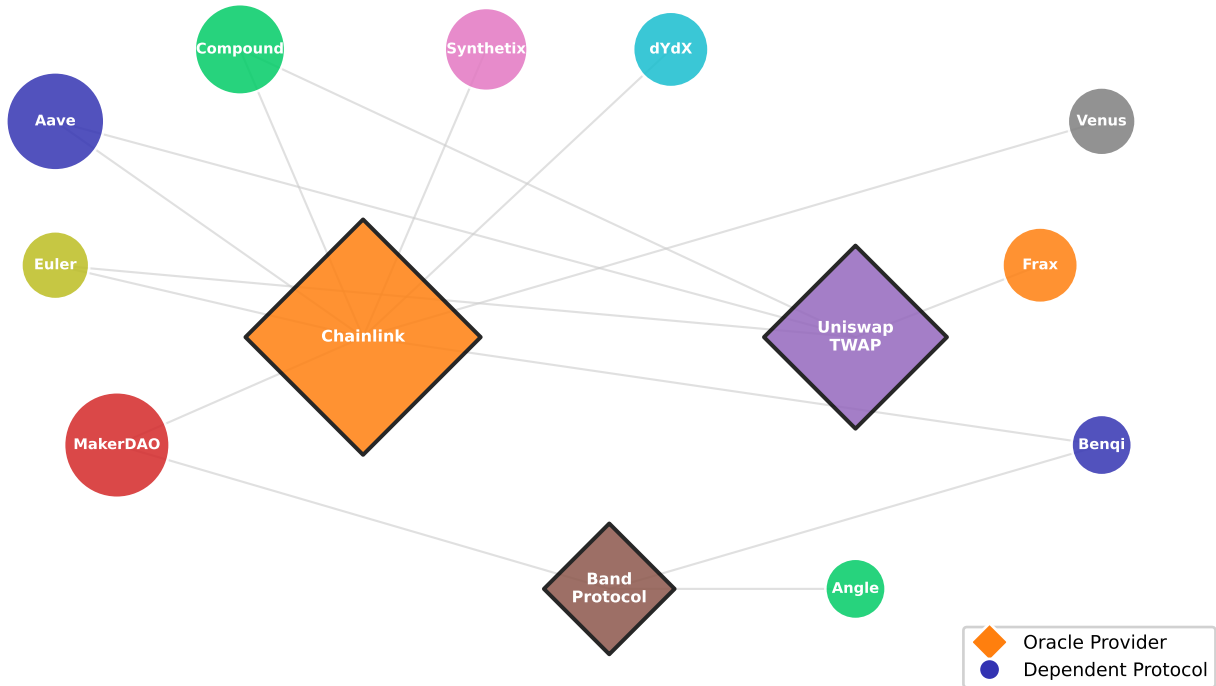 Compound
Synthetix
dYdX
Aave
Venus
Euler
Frax
Chainlink
Uniswap
TWAP
MakerDAO
Benqi
Band
Protocol
Angle
Oracle Provider
Dependent Protocol